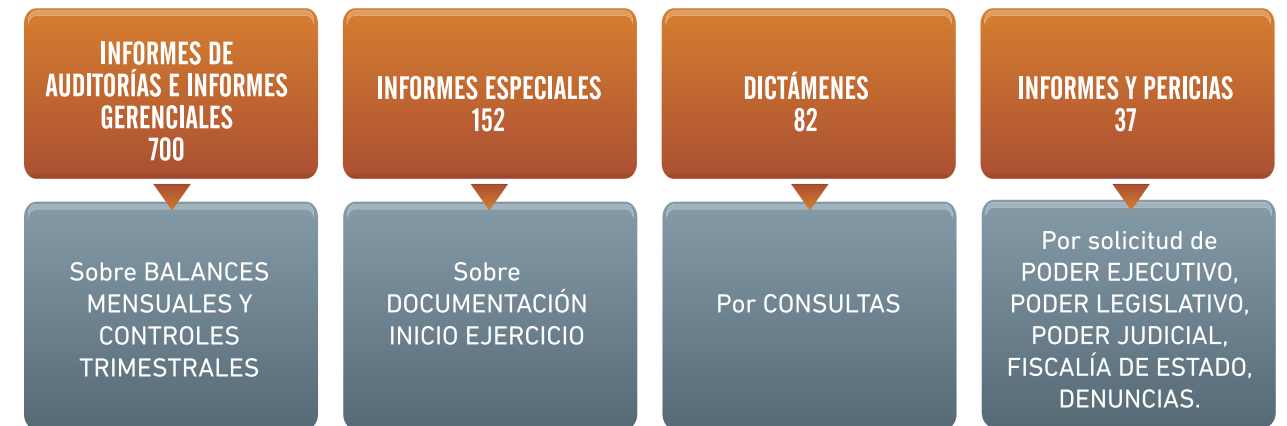 INFORMES DE
AUDITORÍAS E INFORMES
GERENCIALES
700
Sobre BALANCES
MENSUALES Y
CONTROLES
TRIMESTRALES
INFORMES ESPECIALES
152
Sobre
DOCUMENTACIÓN
INICIO EJERCICIO
DICTÁMENES
82
Por CONSULTAS
INFORMES Y PERICIAS
37
Por solicitud de
PODER EJECUTIVO,
PODER LEGISLATIVO,
PODER JUDICIAL,
FISCALÍA DE ESTADO,
DENUNCIAS.